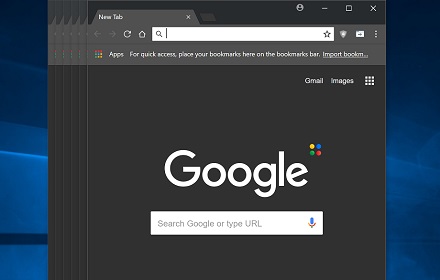 New Tab
Apps For quick access, place your bookmarks here on the bookmarks bar. Import bookm...
Gmail Images
Google
Search Google or type URL